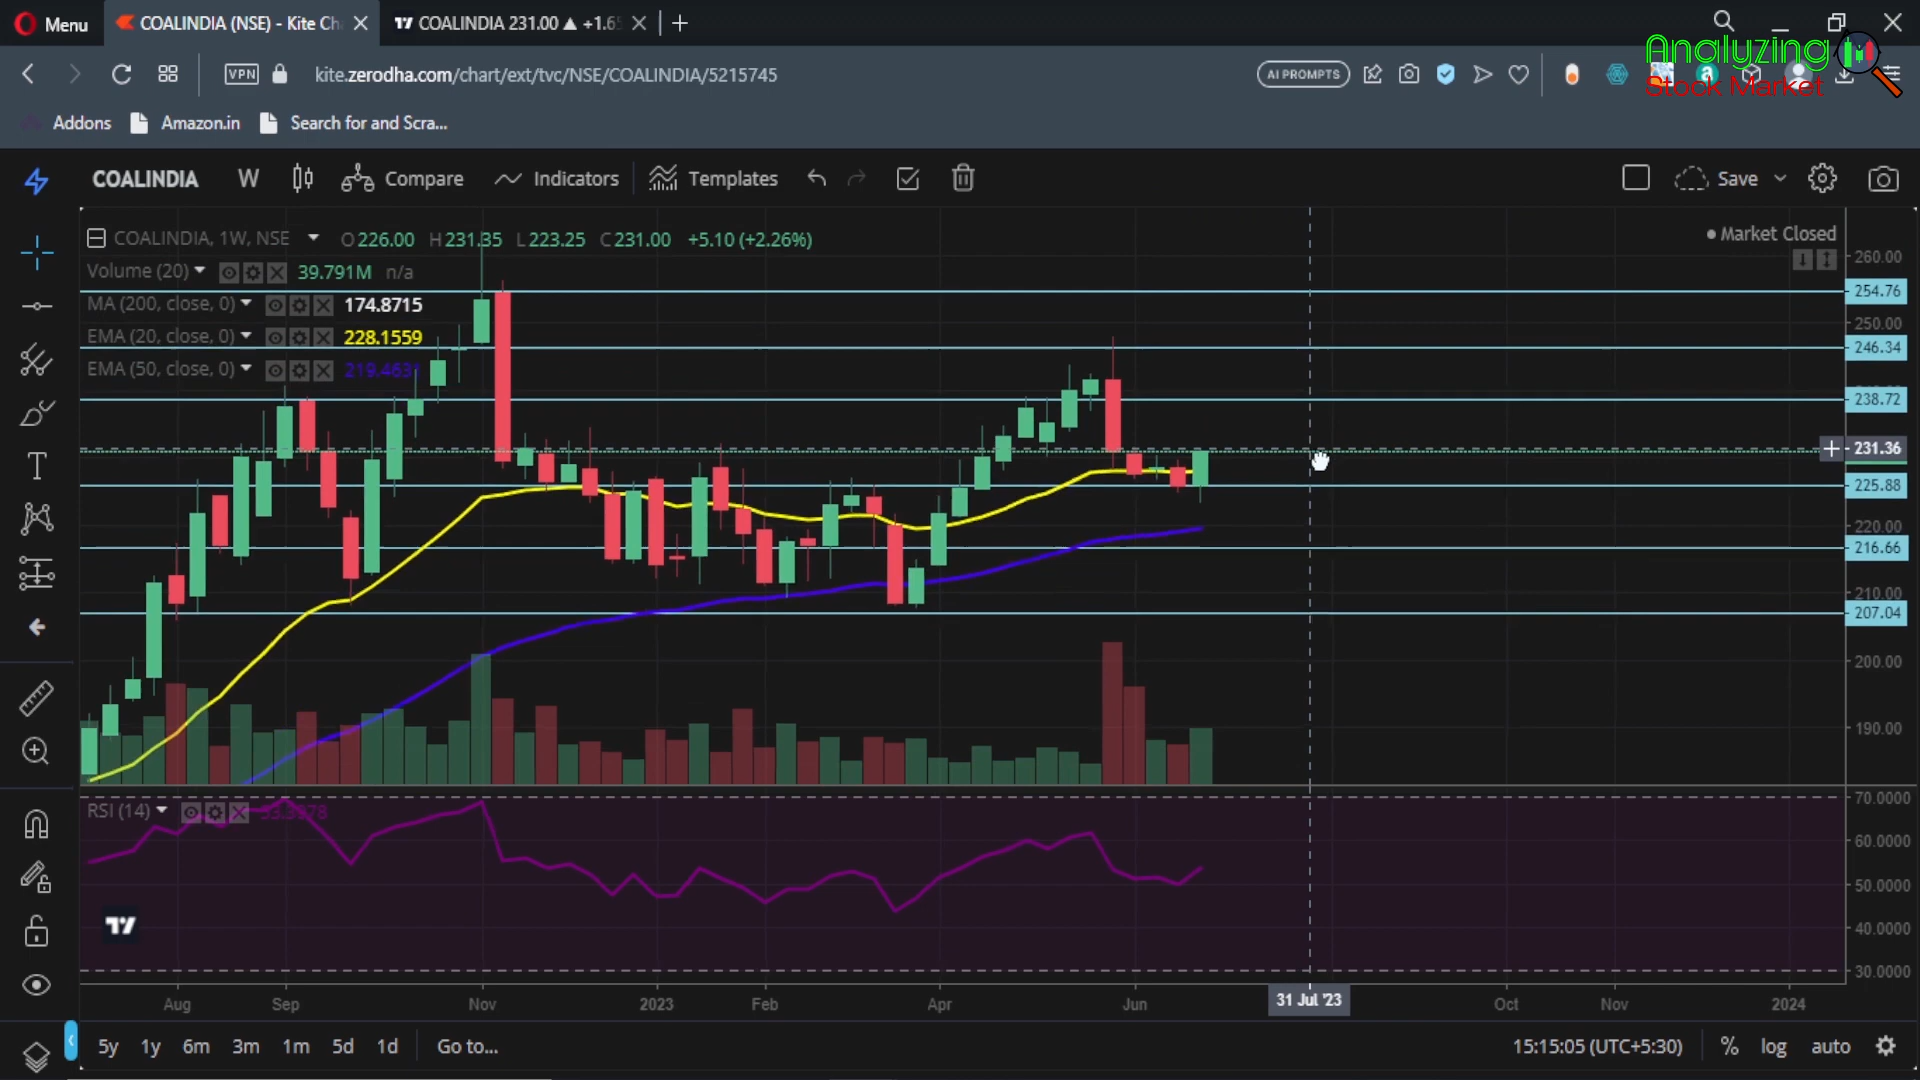 Menu
COALINDIA (NSE) - Kite Ch
COALINDIA 231.00 ▲ +1.6
Analyzing
Stock Market
VPN
kite.zerodha.com/chart/ext/tvc/NSE/COALINDIA/5215745
AI PROMPTS
Addons
Amazon.in
Search for and Scra...
COALINDIA
W
Compare
Indicators
Templates
Save
COALINDIA, 1W, NSE
O 226.00 H 231.35 L 223.25 C 231.00 +5.10 (+2.26%)
Market Closed
Volume (20)
39.791M n/a
MA (200, close, 0)
174.8715
EMA (20, close, 0)
228.1559
EMA (50, close, 0)
260.00
254.76
250.00
246.34
238.72
231.36
225.88
220.00
216.66
210.00
207.04
200.00
190.00
RSI (14)
70.0000
60.0000
50.0000
40.0000
30.0000
Aug Sep Nov 2023 Feb Apr Jun 31 Jul '23 Oct Nov 2024
5y 1y 6m 3m 1m 5d 1d Go to...
15:15:05 (UTC+5:30) % log auto